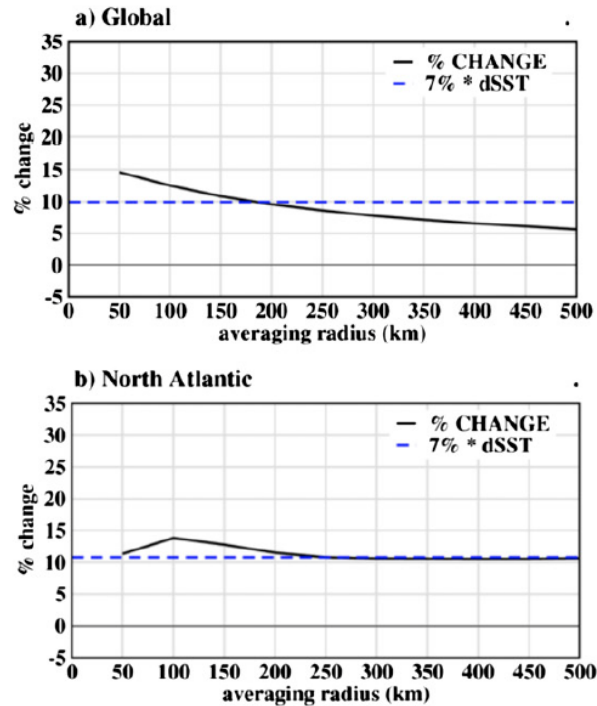 a) Global .
35
30
25
20
15
10
5
0
-5
% change
% CHANGE
7% * dSST
0 50 100 150 200 250 300 350 400 450 500
averaging radius (km)
b) North Atlantic .
35
30
25
20
15
10
5
0
-5
% change
% CHANGE
7% * dSST
0 50 100 150 200 250 300 350 400 450 500
averaging radius (km)